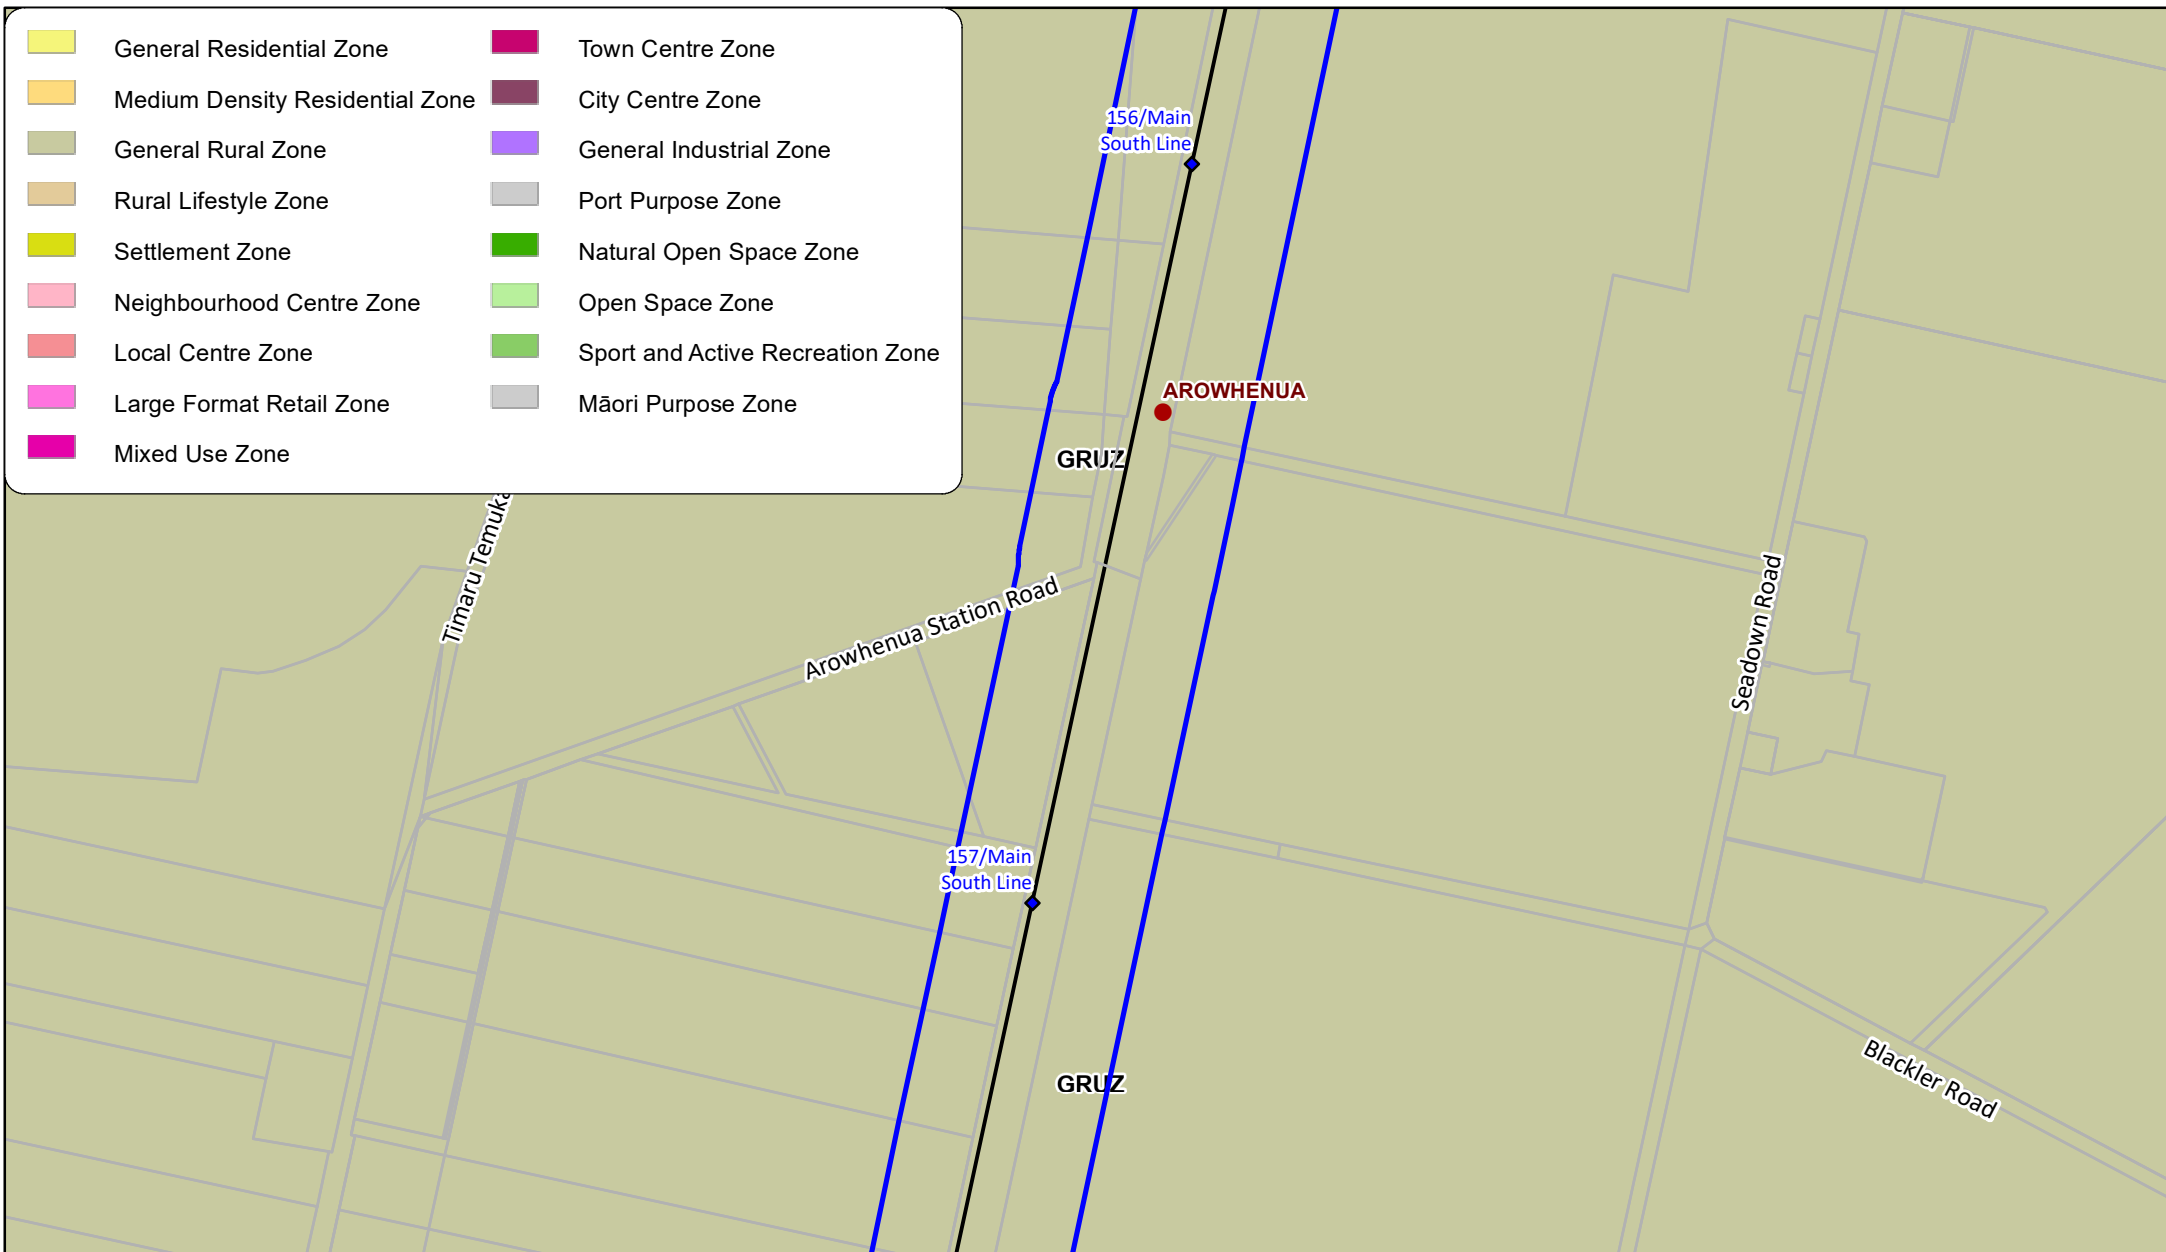 General Residential Zone
Medium Density Residential Zone
General Rural Zone
Rural Lifestyle Zone
Settlement Zone
Neighbourhood Centre Zone
Local Centre Zone
Large Format Retail Zone
Mixed Use Zone
Town Centre Zone
City Centre Zone
General Industrial Zone
Port Purpose Zone
Natural Open Space Zone
Open Space Zone
Sport and Active Recreation Zone
Māori Purpose Zone
156/Main
South Line
AROWHENUA
GRUZ
Timaru Temuka
Arowhenua Station Road
Seadown Road
157/Main
South Line
GRUZ
Blackler Road